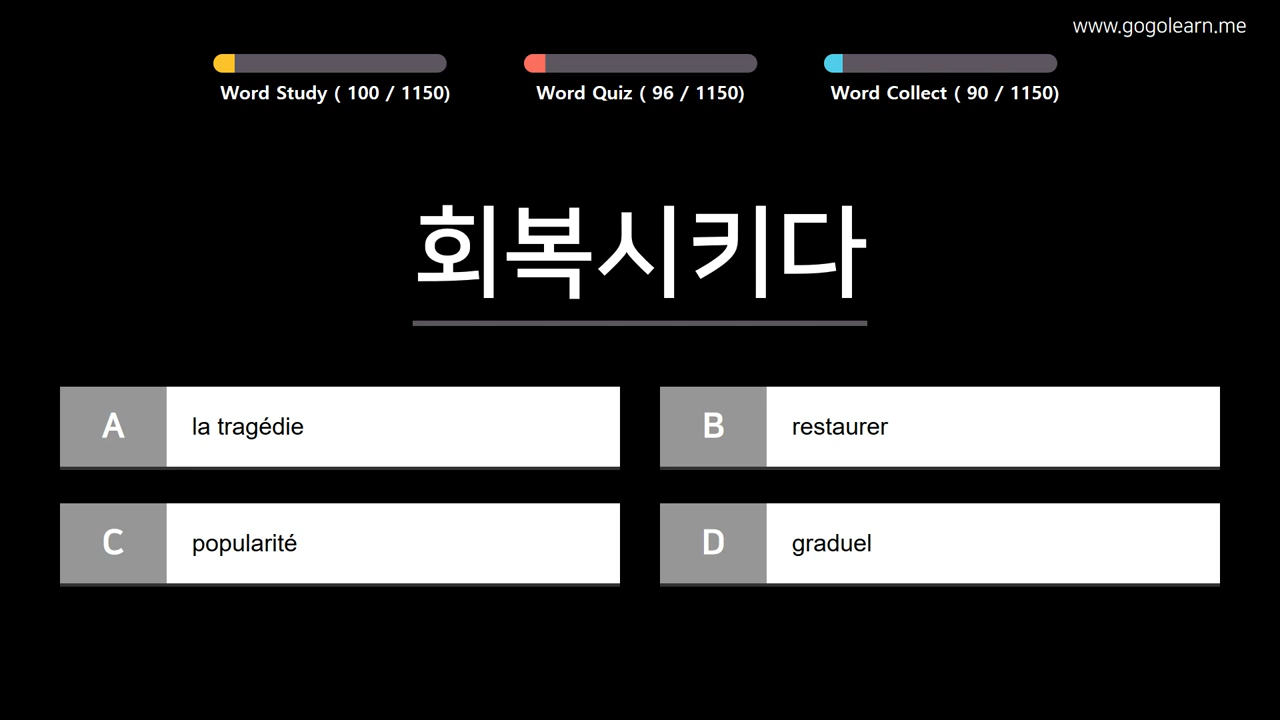 www.gogolearn.me
Word Study ( 100 / 1150)
Word Quiz ( 96 / 1150)
Word Collect ( 90 / 1150)
회복시키다
A la tragédie
B restaurer
C popularité
D graduel